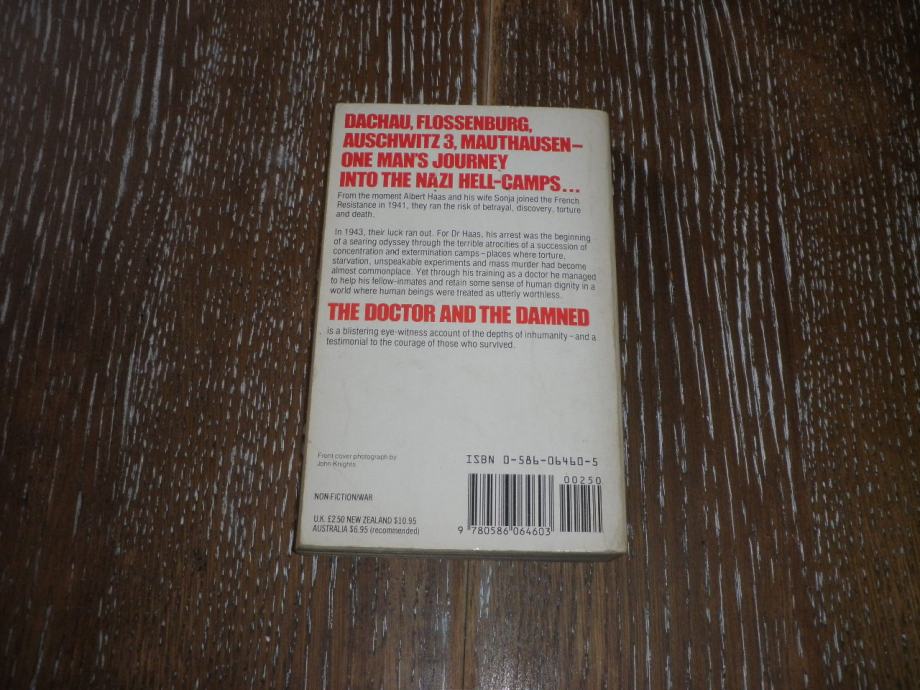 DACHAU, FLOSSENBURG,
AUSCHWITZ 3, MAUTHAUSEN–
ONE MAN'S JOURNEY
INTO THE NAZI HELL-CAMPS...
From the moment Albert Haas and his wife Sonja joined the French
Resistance in 1941, they ran the risk of betrayal, discovery, torture
and death.
In 1943, their luck ran out. For Dr Haas, his arrest was the beginning
of a searing odyssey through the terrible atrocities of a succession of
concentration and extermination camps – places where torture,
starvation, unspeakable experiments and mass murder had become
almost commonplace. Yet through his training as a doctor he managed
to help his fellow-inmates and retain some sense of human dignity in a
world where human beings were treated as utterly worthless.
THE DOCTOR AND THE DAMNED
is a blistering eye-witness account of the depths of inhumanity – and a
testimonial to the courage of those who survived.
Front cover photograph by
John Knights
ISBN 0-586-06460-5
00250
NON-FICTION/WAR
U.K. £2.50 NEW ZEALAND $10.95
AUSTRALIA $6.95 (recommended)
9 780586 064603